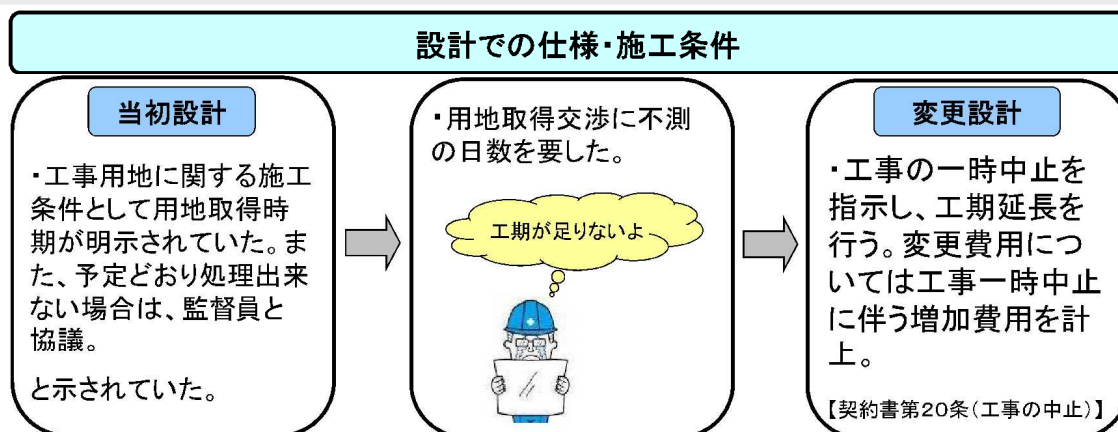 設計での仕様・施工条件
当初設計
・工事用地に関する施工
条件として用地取得時
期が明示されていた。ま
た、予定どおり処理出来
ない場合は、監督員と
協議。
と示されていた。
・用地取得交渉に不測
の日数を要した。
工期が足りないよ
変更設計
・工事の一時中止を
指示し、工期延長を
行う。変更費用につ
いては工事一時中止
に伴う増加費用を計
上。
【契約書第20条(工事の中止)】